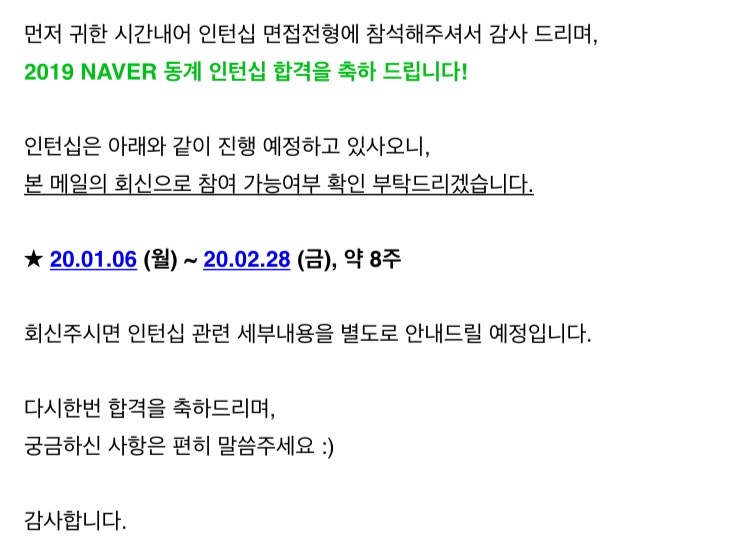 먼저 귀한 시간내어 인턴십 면접전형에 참석해주셔서 감사 드리며,
2019 NAVER 동계 인턴십 합격을 축하 드립니다!
인턴십은 아래와 같이 진행 예정하고 있사오니,
본 메일의 회신으로 참여 가능여부 확인 부탁드리겠습니다.
★ 20.01.06 (월) ~ 20.02.28 (금), 약 8주
회신주시면 인턴십 관련 세부내용을 별도로 안내드릴 예정입니다.
다시한번 합격을 축하드리며,
궁금하신 사항은 편히 말씀주세요 :)
감사합니다.